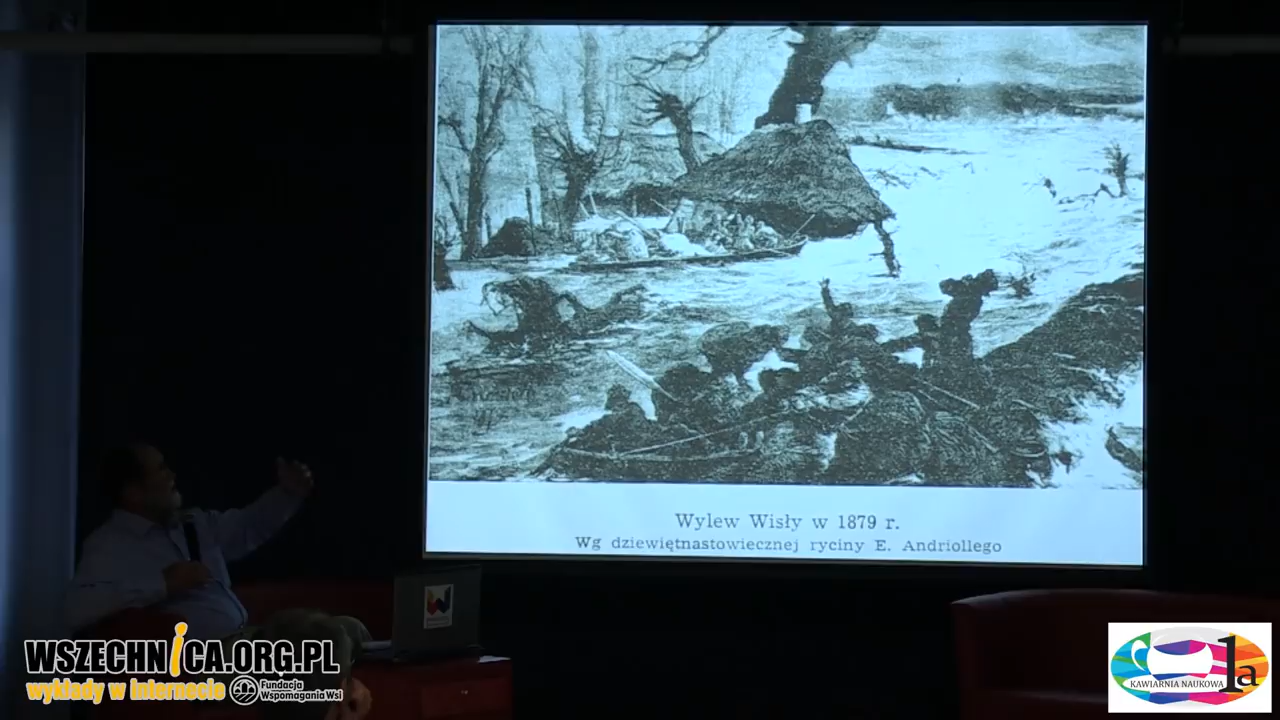 Wylew Wisły w 1879 r.
Wg dziewiętnastowiecznej ryciny E. Andriollego
WSZECHNICA.ORG.PL
wykłady w internecie
Fundacja
Wspomagania Wsi
KAWIARNIA NAUKOWA
1a